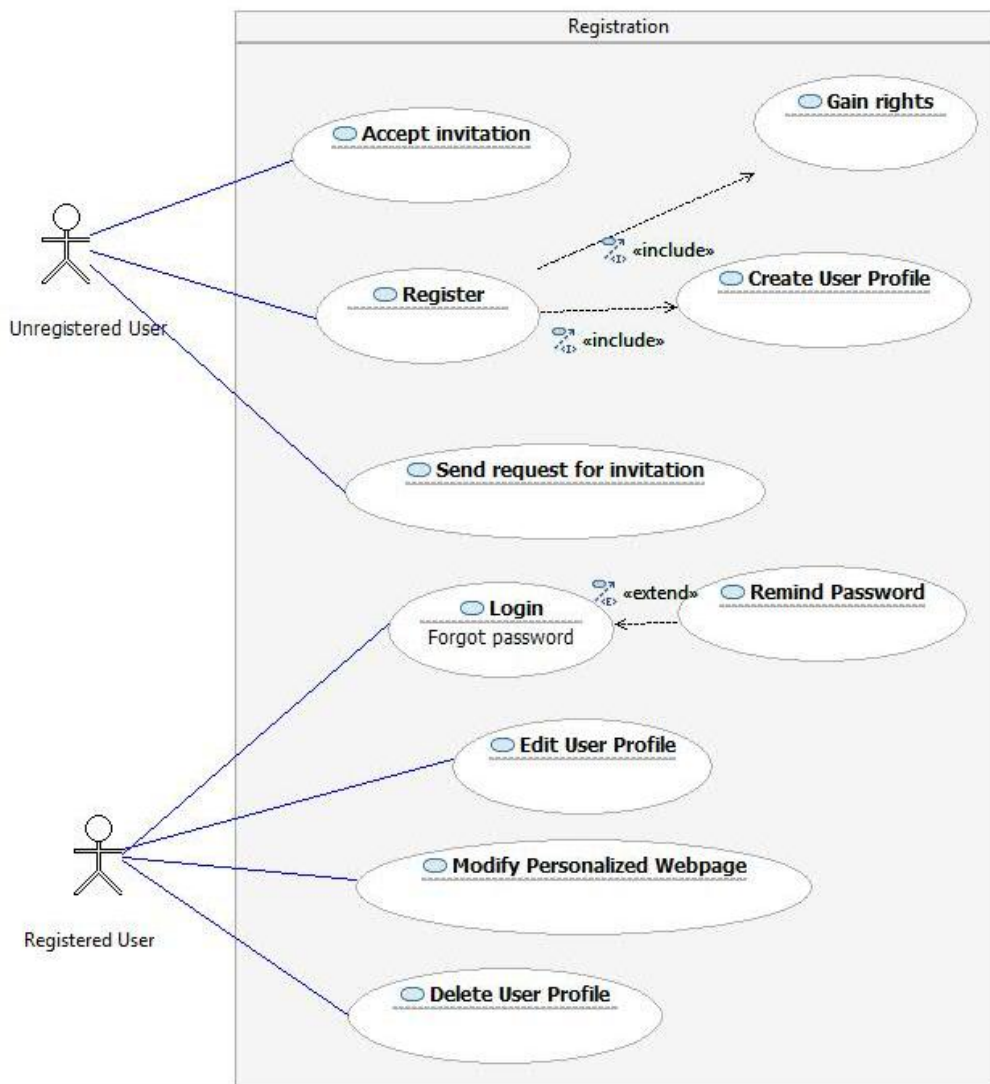 Registration
Gain rights
Accept invitation
«include»
Create User Profile
Register
Unregistered User
«include»
Send request for invitation
«extend»
Remind Password
Login
Forgot password
Edit User Profile
Modify Personalized Webpage
Registered User
Delete User Profile